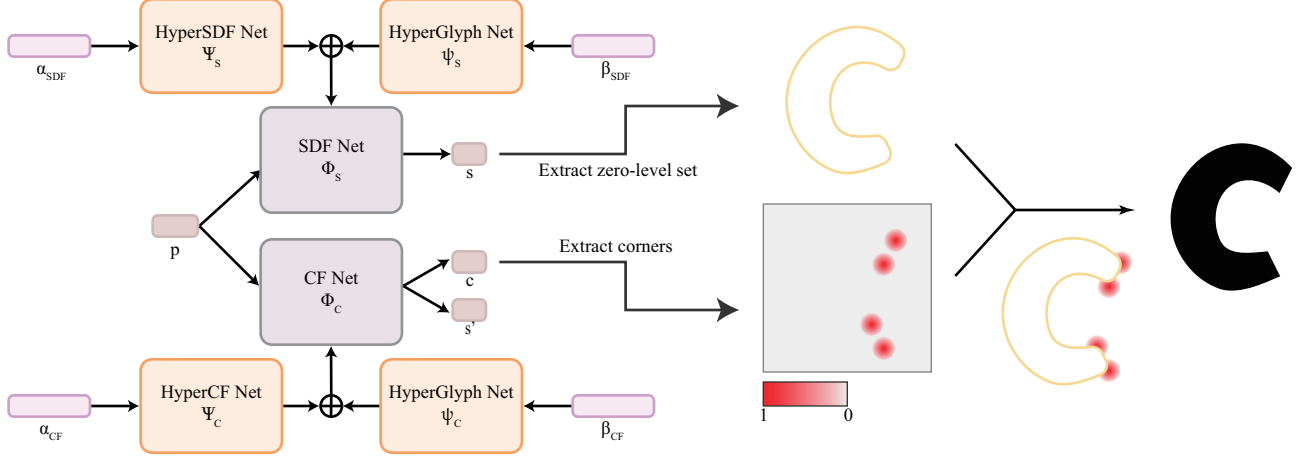 HyperSDF Net
Ψ_S
HyperGlyph Net
ψ_S
α_SDF
β_SDF
SDF Net
Φ_S
s
Extract zero-level set
p
CF Net
Φ_C
c
s’
Extract corners
HyperCF Net
Ψ_C
HyperGlyph Net
ψ_C
α_CF
β_CF
1
0